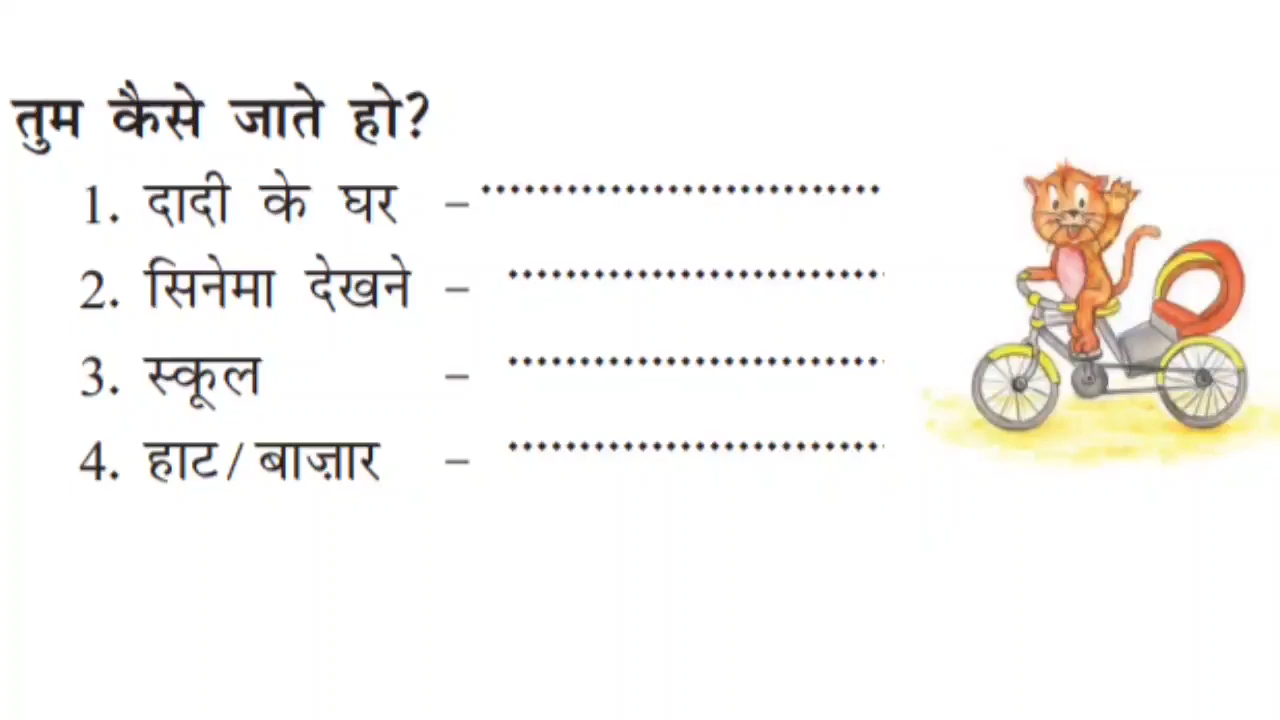 तुम कैसे जाते हो?
1. दादी के घर – ............................
2. सिनेमा देखने – ............................
3. स्कूल – ............................
4. हाट/ बाज़ार – ............................